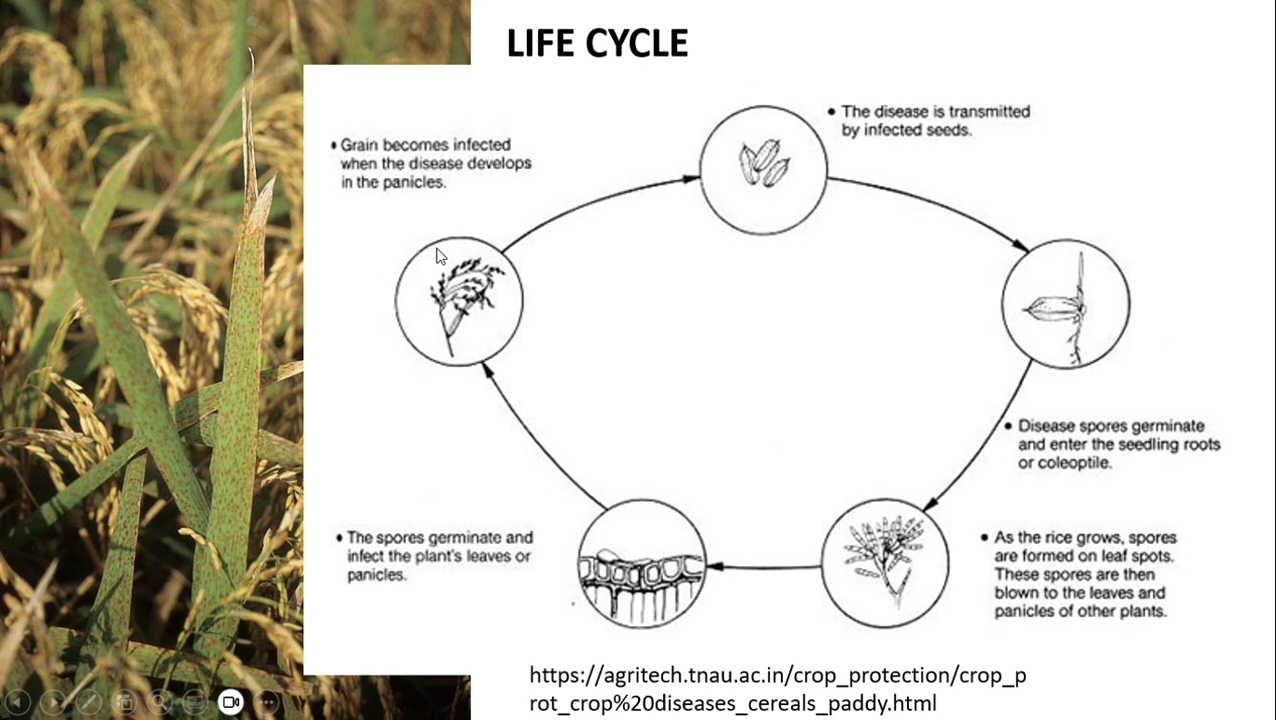 LIFE CYCLE
• The disease is transmitted
by infected seeds.
• Grain becomes infected
when the disease develops
in the panicles.
• Disease spores germinate
and enter the seedling roots
or coleoptile.
• The spores germinate and
infect the plant's leaves or
panicles.
• As the rice grows, spores
are formed on leaf spots.
These spores are then
blown to the leaves and
panicles of other plants.
https://agritech.tnau.ac.in/crop_protection/crop_p
rot_crop%20diseases_cereals_paddy.html